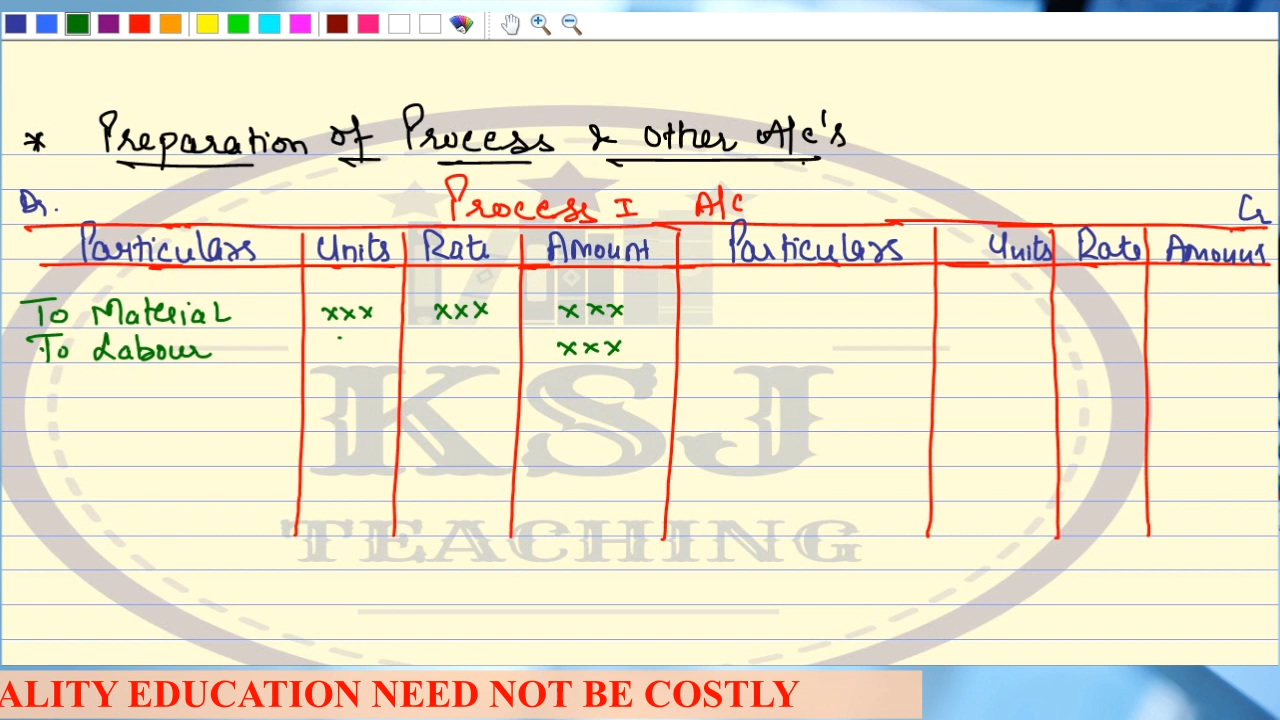 * Preparation of Process & other A/c's
Dr. Process I A/c Cr
Particulars Units Rate Amount Particulars Units Rate Amount
To Material xxx xxx xxx
To Labour xxx
KSJ
TEACHING
ALITY EDUCATION NEED NOT BE COSTLY